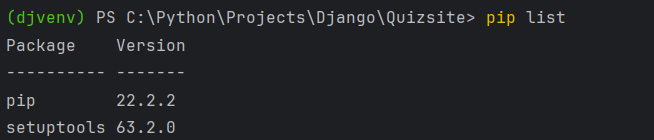 (djvenv) PS C:\Python\Projects\Django\Quizsite> pip list
Package    Version
---------- -------
pip        22.2.2
setuptools 63.2.0